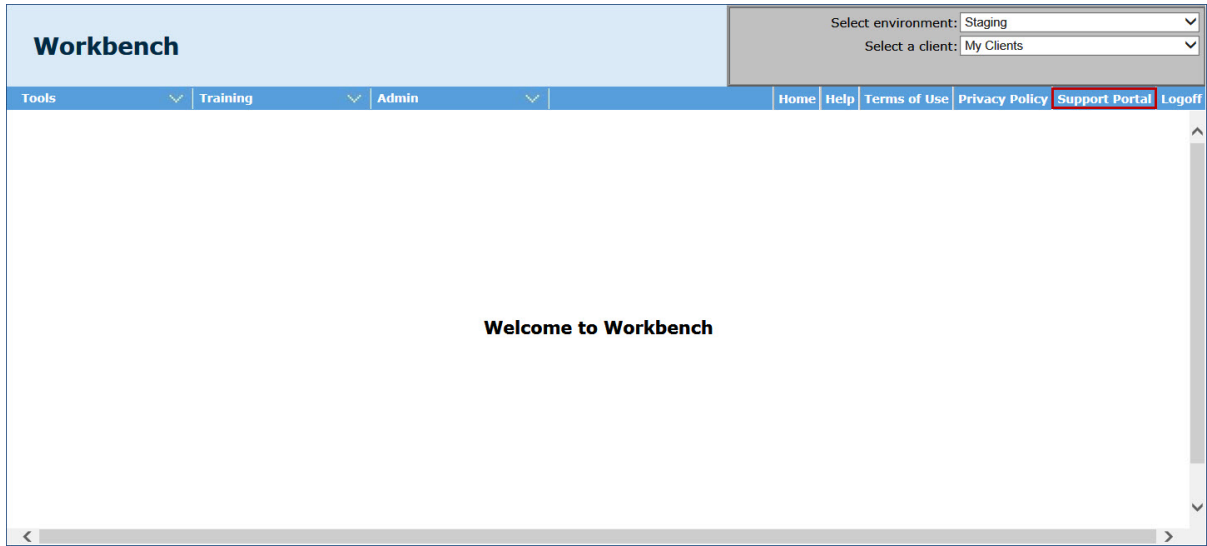 Workbench
Select environment: Staging
Select a client: My Clients
Tools Training Admin Home Help Terms of Use Privacy Policy Support Portal Logoff
Welcome to Workbench